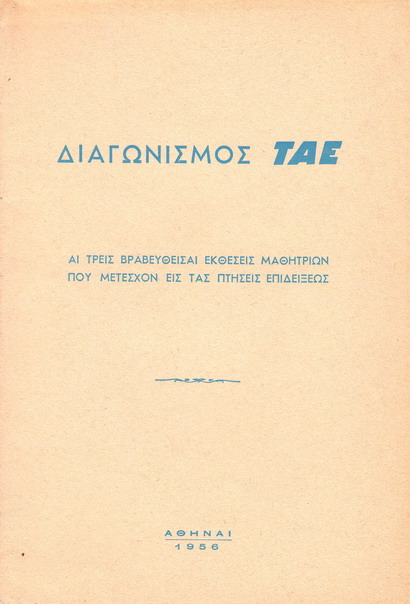 ΔΙΑΓΩΝΙΣΜΟΣ ΤΑΕ
ΑΙ ΤΡΕΙΣ ΒΡΑΒΕΥΘΕΙΣΑΙ ΕΚΘΕΣΕΙΣ ΜΑΘΗΤΡΙΩΝ
ΠΟΥ ΜΕΤΕΣΧΟΝ ΕΙΣ ΤΑΣ ΠΤΗΣΕΙΣ ΕΠΙΔΕΙΞΕΩΣ
ΑΘΗΝΑΙ
1956